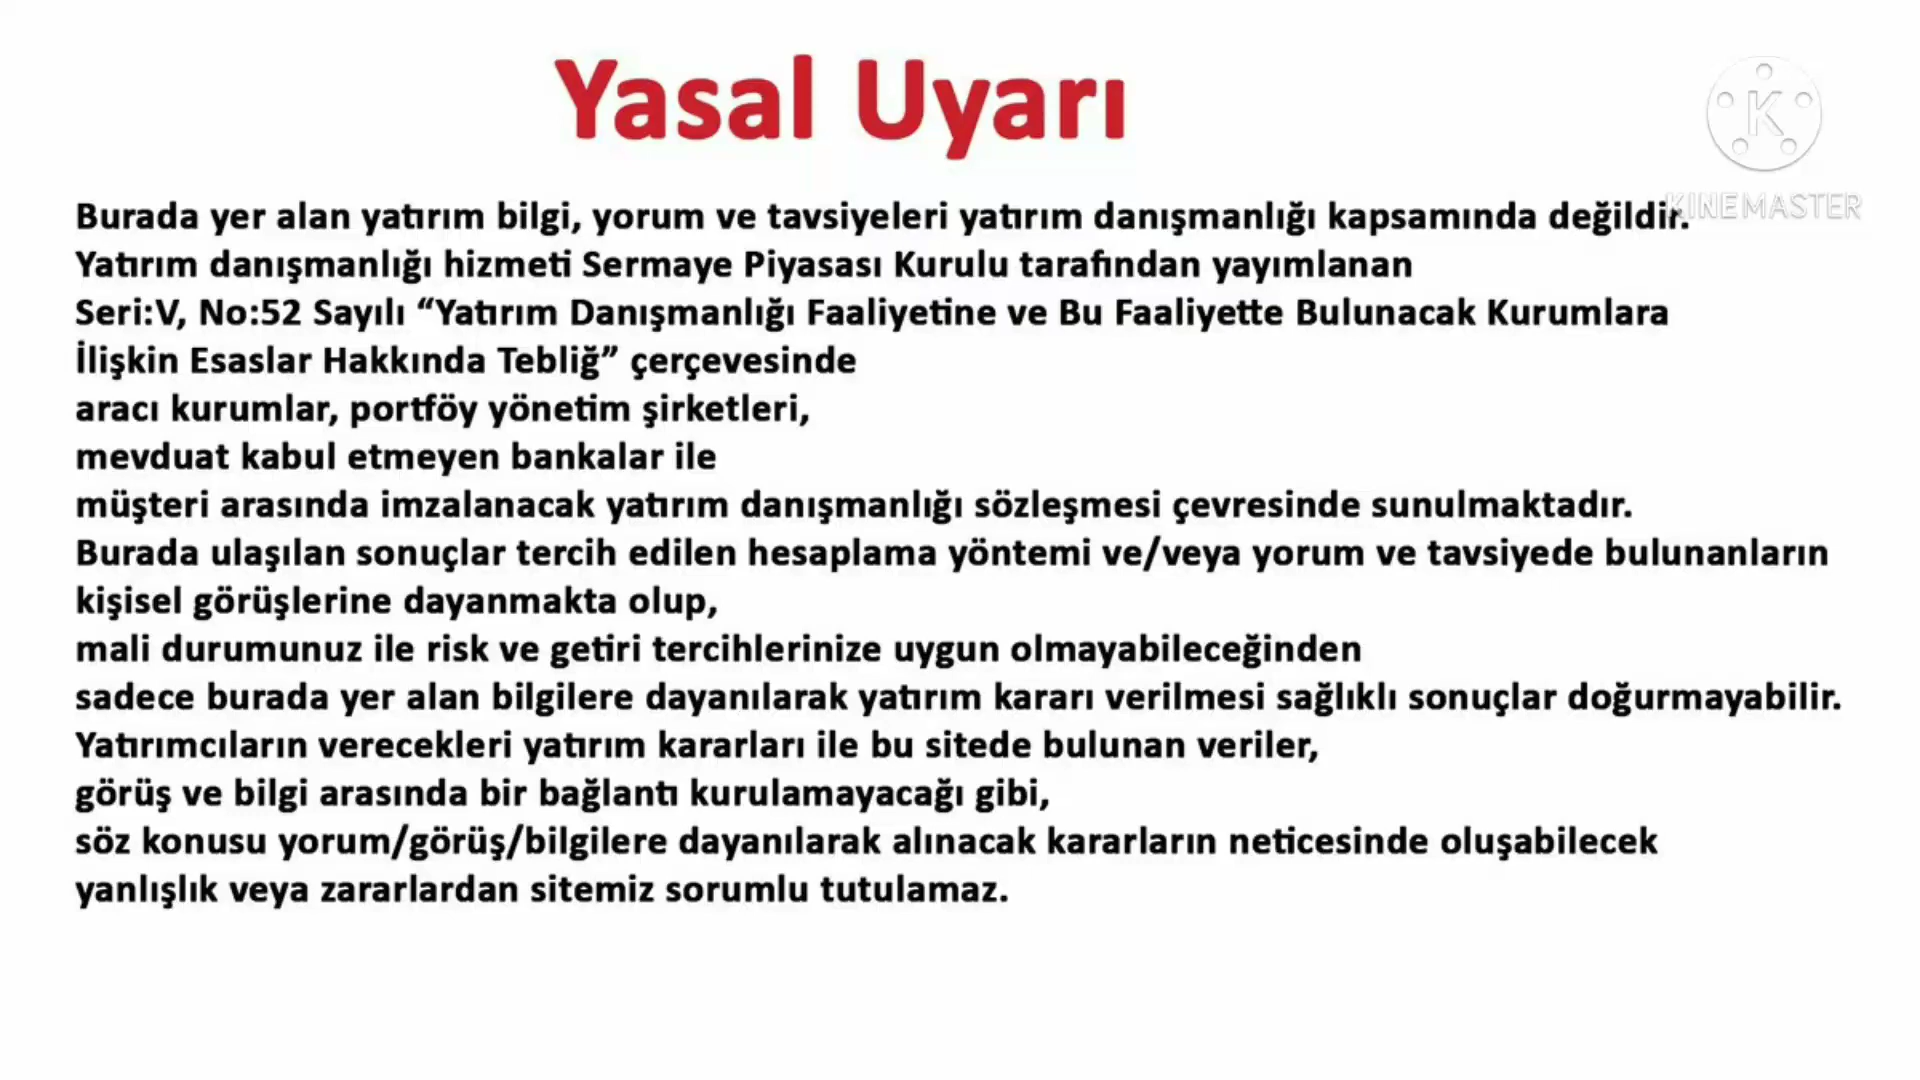 Yasal Uyarı
KINEMASTER
Burada yer alan yatırım bilgi, yorum ve tavsiyeleri yatırım danışmanlığı kapsamında değildir.
Yatırım danışmanlığı hizmeti Sermaye Piyasası Kurulu tarafından yayımlanan
Seri:V, No:52 Sayılı “Yatırım Danışmanlığı Faaliyetine ve Bu Faaliyette Bulunacak Kurumlara
İlişkin Esaslar Hakkında Tebliğ” çerçevesinde
aracı kurumlar, portföy yönetim şirketleri,
mevduat kabul etmeyen bankalar ile
müşteri arasında imzalanacak yatırım danışmanlığı sözleşmesi çevresinde sunulmaktadır.
Burada ulaşılan sonuçlar tercih edilen hesaplama yöntemi ve/veya yorum ve tavsiyede bulunanların
kişisel görüşlerine dayanmakta olup,
mali durumunuz ile risk ve getiri tercihlerinize uygun olmayabileceğinden
sadece burada yer alan bilgilere dayanılarak yatırım kararı verilmesi sağlıklı sonuçlar doğurmayabilir.
Yatırımcıların verecekleri yatırım kararları ile bu sitede bulunan veriler,
görüş ve bilgi arasında bir bağlantı kurulamayacağı gibi,
söz konusu yorum/görüş/bilgilere dayanılarak alınacak kararların neticesinde oluşabilecek
yanlışlık veya zararlardan sitemiz sorumlu tutulamaz.